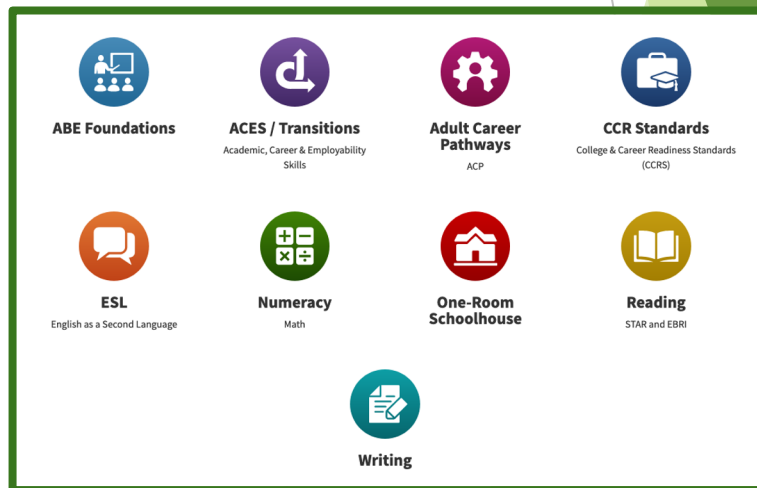 ABE Foundations
ACES / Transitions
Academic, Career & Employability
Skills
Adult Career
Pathways
ACP
CCR Standards
College & Career Readiness Standards
(CCRS)
ESL
English as a Second Language
Numeracy
Math
One-Room
Schoolhouse
Reading
STAR and EBRI
Writing